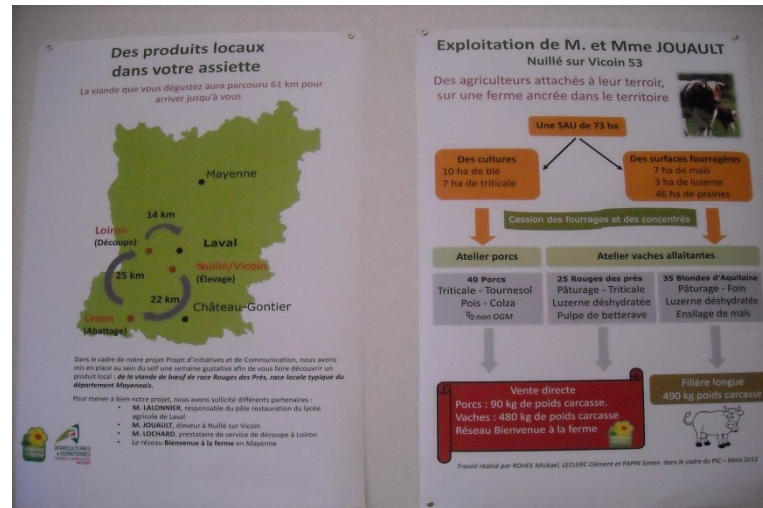 Des produits locaux
dans votre assiette
La viande que vous dégustez aura parcouru 61 km pour
arriver jusqu'à vous
Mayenne
14 km
Loiron
(Découpe)
Laval
Nuillé/Vicoin
(Élevage)
25 km
22 km
Château-Gontier
Craon
(Abattage)
Dans le cadre de notre projet Projet d'Initiatives et de Communication, nous avons
mis en place au sein du self une semaine gustative afin de vous faire découvrir un
produit local : de la viande de bœuf de race Rouges des Prés, race locale typique du
département Mayennois.
Pour mener à bien notre projet, nous avons sollicité différents partenaires :
• M. LALONNIER, responsable du pôle restauration du lycée
agricole de Laval
• M. JOUAULT, éleveur à Nuillé sur Vicoin
• M. LOCHARD, prestataire de service de découpe à Loiron
• Le réseau Bienvenue à la ferme en Mayenne
AGRICULTURES
& TERRITOIRES
Exploitation de M. et Mme JOUAULT
Nuillé sur Vicoin 53
Des agriculteurs attachés à leur terroir,
sur une ferme ancrée dans le territoire
Une SAU de 73 ha
Des cultures
10 ha de blé
7 ha de triticale
Des surfaces fourragères
7 ha de maïs
3 ha de luzerne
46 ha de prairies
Cession des fourrages et des concentrés
Atelier porcs
Atelier vaches allaitantes
40 Porcs
Triticale - Tournesol
Pois - Colza
non OGM
25 Rouges des prés
Pâturage - Triticale
Luzerne déshydratée
Pulpe de betterave
35 Blondes d'Aquitaine
Pâturage - Foin
Luzerne déshydratée
Ensilage de maïs
Vente directe
Porcs : 90 kg de poids carcasse.
Vaches : 480 kg de poids carcasse
Réseau Bienvenue à la ferme
Filière longue
490 kg poids carcasse
Travail réalisé par ROHEE Mickael, LECLERC Clément et PAPIN Simon dans le cadre du PIC – Mars 2013